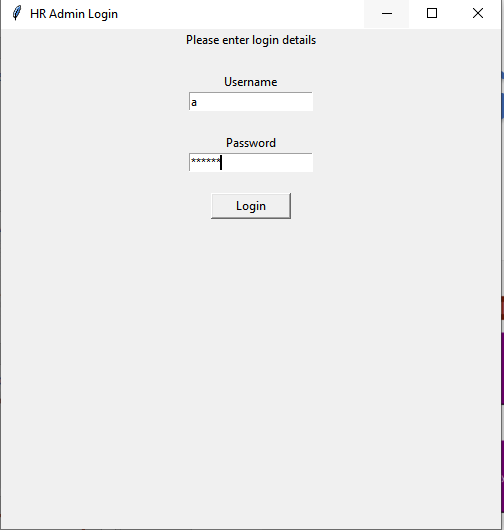 HR Admin Login
Please enter login details
Username
a
Password
******
Login